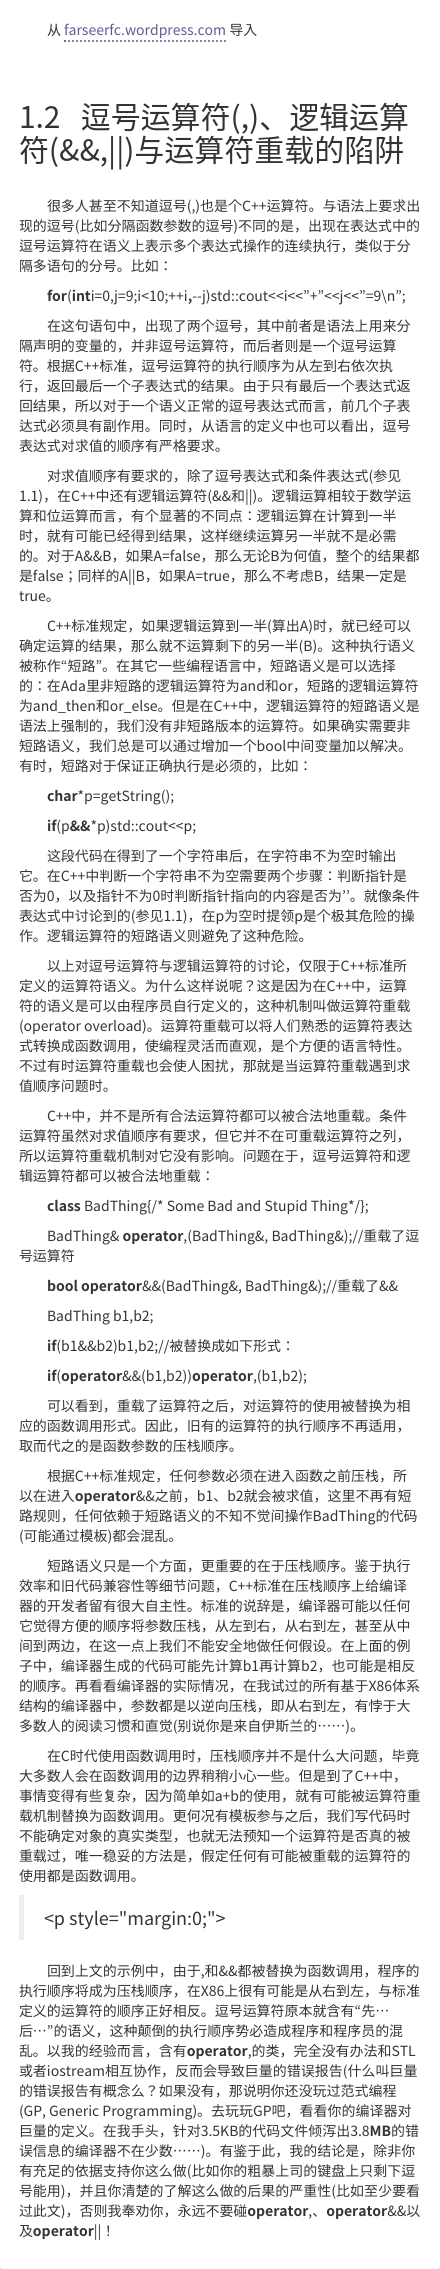 从 farseerfc.wordpress.com 导入
1.2   逗号运算符(,)、逻辑运算
符(&&,||)与运算符重载的陷阱
很多人甚至不知道逗号(,)也是个C++运算符。与语法上要求出
现的逗号(比如分隔函数参数的逗号)不同的是，出现在表达式中的
逗号运算符在语义上表示多个表达式操作的连续执行，类似于分
隔多语句的分号。比如：
for(inti=0,j=9;i<10;++i,--j)std::cout<<i<<”+”<<j<<”=9\n”;
在这句语句中，出现了两个逗号，其中前者是语法上用来分
隔声明的变量的，并非逗号运算符，而后者则是一个逗号运算
符。根据C++标准，逗号运算符的执行顺序为从左到右依次执
行，返回最后一个子表达式的结果。由于只有最后一个表达式返
回结果，所以对于一个语义正常的逗号表达式而言，前几个子表
达式必须具有副作用。同时，从语言的定义中也可以看出，逗号
表达式对求值的顺序有严格要求。
对求值顺序有要求的，除了逗号表达式和条件表达式(参见
1.1)，在C++中还有逻辑运算符(&&和||)。逻辑运算相较于数学运
算和位运算而言，有个显著的不同点：逻辑运算在计算到一半
时，就有可能已经得到结果，这样继续运算另一半就不是必需
的。对于A&&B，如果A=false，那么无论B为何值，整个的结果都
是false；同样的A||B，如果A=true，那么不考虑B，结果一定是
true。
C++标准规定，如果逻辑运算到一半(算出A)时，就已经可以
确定运算的结果，那么就不运算剩下的另一半(B)。这种执行语义
被称作“短路”。在其它一些编程语言中，短路语义是可以选择
的：在Ada里非短路的逻辑运算符为and和or，短路的逻辑运算符
为and_then和or_else。但是在C++中，逻辑运算符的短路语义是
语法上强制的，我们没有非短路版本的运算符。如果确实需要非
短路语义，我们总是可以通过增加一个bool中间变量加以解决。
有时，短路对于保证正确执行是必须的，比如：
char*p=getString();
if(p&&*p)std::cout<<p;
这段代码在得到了一个字符串后，在字符串不为空时输出
它。在C++中判断一个字符串不为空需要两个步骤：判断指针是
否为0，以及指针不为0时判断指针指向的内容是否为’’。就像条件
表达式中讨论到的(参见1.1)，在p为空时提领p是个极其危险的操
作。逻辑运算符的短路语义则避免了这种危险。
以上对逗号运算符与逻辑运算符的讨论，仅限于C++标准所
定义的运算符语义。为什么这样说呢？这是因为在C++中，运算
符的语义是可以由程序员自行定义的，这种机制叫做运算符重载
(operator overload)。运算符重载可以将人们熟悉的运算符表达
式转换成函数调用，使编程灵活而直观，是个方便的语言特性。
不过有时运算符重载也会使人困扰，那就是当运算符重载遇到求
值顺序问题时。
C++中，并不是所有合法运算符都可以被合法地重载。条件
运算符虽然对求值顺序有要求，但它并不在可重载运算符之列，
所以运算符重载机制对它没有影响。问题在于，逗号运算符和逻
辑运算符都可以被合法地重载：
class BadThing{/* Some Bad and Stupid Thing*/};
BadThing& operator,(BadThing&, BadThing&);//重载了逗
号运算符
bool operator&&(BadThing&, BadThing&);//重载了&&
BadThing b1,b2;
if(b1&&b2)b1,b2;//被替换成如下形式：
if(operator&&(b1,b2))operator,(b1,b2);
可以看到，重载了运算符之后，对运算符的使用被替换为相
应的函数调用形式。因此，旧有的运算符的执行顺序不再适用，
取而代之的是函数参数的压栈顺序。
根据C++标准规定，任何参数必须在进入函数之前压栈，所
以在进入operator&&之前，b1、b2就会被求值，这里不再有短
路规则，任何依赖于短路语义的不知不觉间操作BadThing的代码
(可能通过模板)都会混乱。
短路语义只是一个方面，更重要的在于压栈顺序。鉴于执行
效率和旧代码兼容性等细节问题，C++标准在压栈顺序上给编译
器的开发者留有很大自主性。标准的说辞是，编译器可能以任何
它觉得方便的顺序将参数压栈，从左到右，从右到左，甚至从中
间到两边，在这一点上我们不能安全地做任何假设。在上面的例
子中，编译器生成的代码可能先计算b1再计算b2，也可能是相反
的顺序。再看看编译器的实际情况，在我试过的所有基于X86体系
结构的编译器中，参数都是以逆向压栈，即从右到左，有悖于大
多数人的阅读习惯和直觉(别说你是来自伊斯兰的……)。
在C时代使用函数调用时，压栈顺序并不是什么大问题，毕竟
大多数人会在函数调用的边界稍稍小心一些。但是到了C++中，
事情变得有些复杂，因为简单如a+b的使用，就有可能被运算符重
载机制替换为函数调用。更何况有模板参与之后，我们写代码时
不能确定对象的真实类型，也就无法预知一个运算符是否真的被
重载过，唯一稳妥的方法是，假定任何有可能被重载的运算符的
使用都是函数调用。
<p style="margin:0;">
回到上文的示例中，由于,和&&都被替换为函数调用，程序的
执行顺序将成为压栈顺序，在X86上很有可能是从右到左，与标准
定义的运算符的顺序正好相反。逗号运算符原本就含有“先…
后…”的语义，这种颠倒的执行顺序势必造成程序和程序员的混
乱。以我的经验而言，含有operator,的类，完全没有办法和STL
或者iostream相互协作，反而会导致巨量的错误报告(什么叫巨量
的错误报告有概念么？如果没有，那说明你还没玩过范式编程
(GP, Generic Programming)。去玩玩GP吧，看看你的编译器对
巨量的定义。在我手头，针对3.5KB的代码文件倾泻出3.8MB的错
误信息的编译器不在少数……)。有鉴于此，我的结论是，除非你
有充足的依据支持你这么做(比如你的粗暴上司的键盘上只剩下逗
号能用)，并且你清楚的了解这么做的后果的严重性(比如至少要看
过此文)，否则我奉劝你，永远不要碰operator,、operator&&以
及operator||！